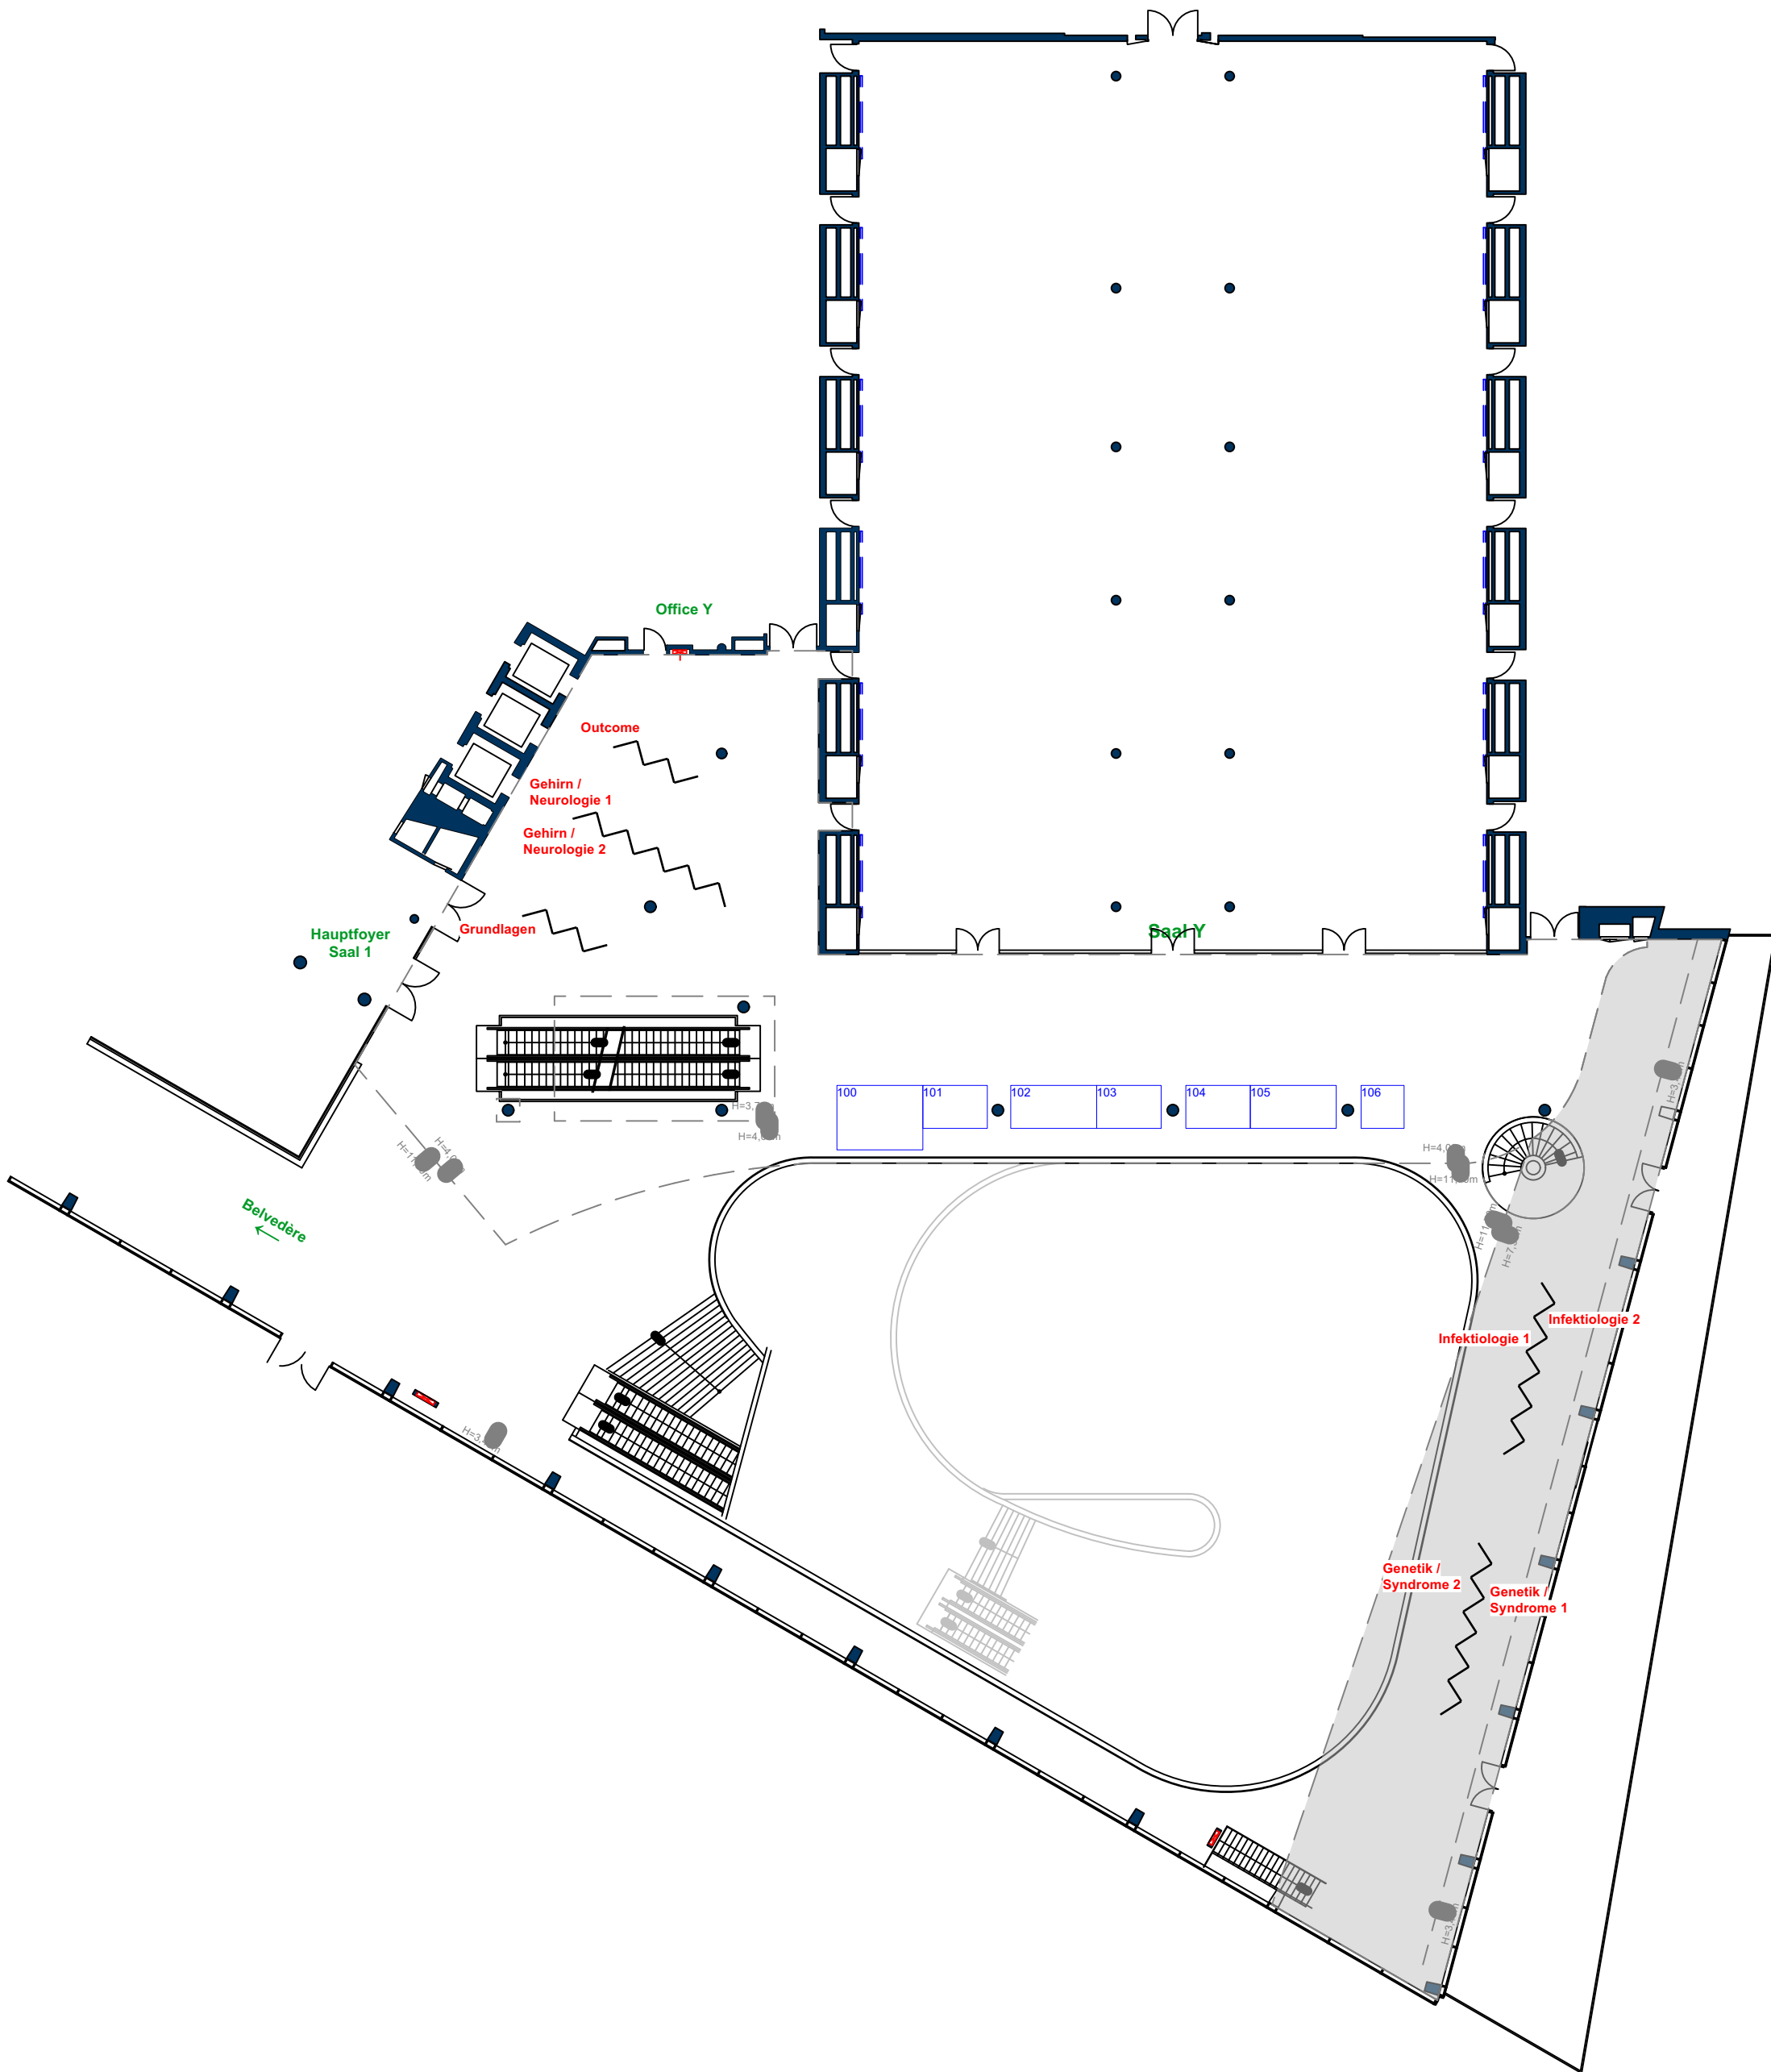 Office Y
Outcome
Gehirn /
Neurologie 1
Gehirn /
Neurologie 2
Grundlagen
Hauptfoyer
Saal 1
Saal Y
100
101
102
103
104
105
106
Belvedère
Infektiologie 2
Infektiologie 1
Genetik /
Syndrome 2
Genetik /
Syndrome 1